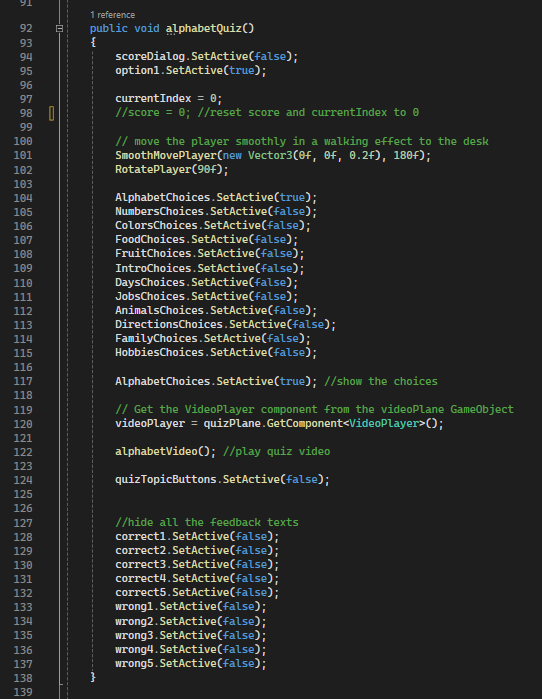 91
1 reference
92 public void alphabetQuiz()
93 {
94 scoreDialog.SetActive(false);
95 option1.SetActive(true);
96
97 currentIndex = 0;
98 //score = 0; //reset score and currentIndex to 0
99
100 // move the player smoothly in a walking effect to the desk
101 SmoothMovePlayer(new Vector3(0f, 0f, 0.2f), 180f);
102 RotatePlayer(90f);
103
104 AlphabetChoices.SetActive(true);
105 NumbersChoices.SetActive(false);
106 ColorsChoices.SetActive(false);
107 FoodChoices.SetActive(false);
108 FruitChoices.SetActive(false);
109 IntroChoices.SetActive(false);
110 DaysChoices.SetActive(false);
111 JobsChoices.SetActive(false);
112 AnimalsChoices.SetActive(false);
113 DirectionsChoices.SetActive(false);
114 FamilyChoices.SetActive(false);
115 HobbiesChoices.SetActive(false);
116
117 AlphabetChoices.SetActive(true); //show the choices
118
119 // Get the VideoPlayer component from the videoPlane GameObject
120 videoPlayer = quizPlane.GetComponent<VideoPlayer>();
121
122 alphabetVideo(); //play quiz video
123
124 quizTopicButtons.SetActive(false);
125
126
127 //hide all the feedback texts
128 correct1.SetActive(false);
129 correct2.SetActive(false);
130 correct3.SetActive(false);
131 correct4.SetActive(false);
132 correct5.SetActive(false);
133 wrong1.SetActive(false);
134 wrong2.SetActive(false);
135 wrong3.SetActive(false);
136 wrong4.SetActive(false);
137 wrong5.SetActive(false);
138 }
139